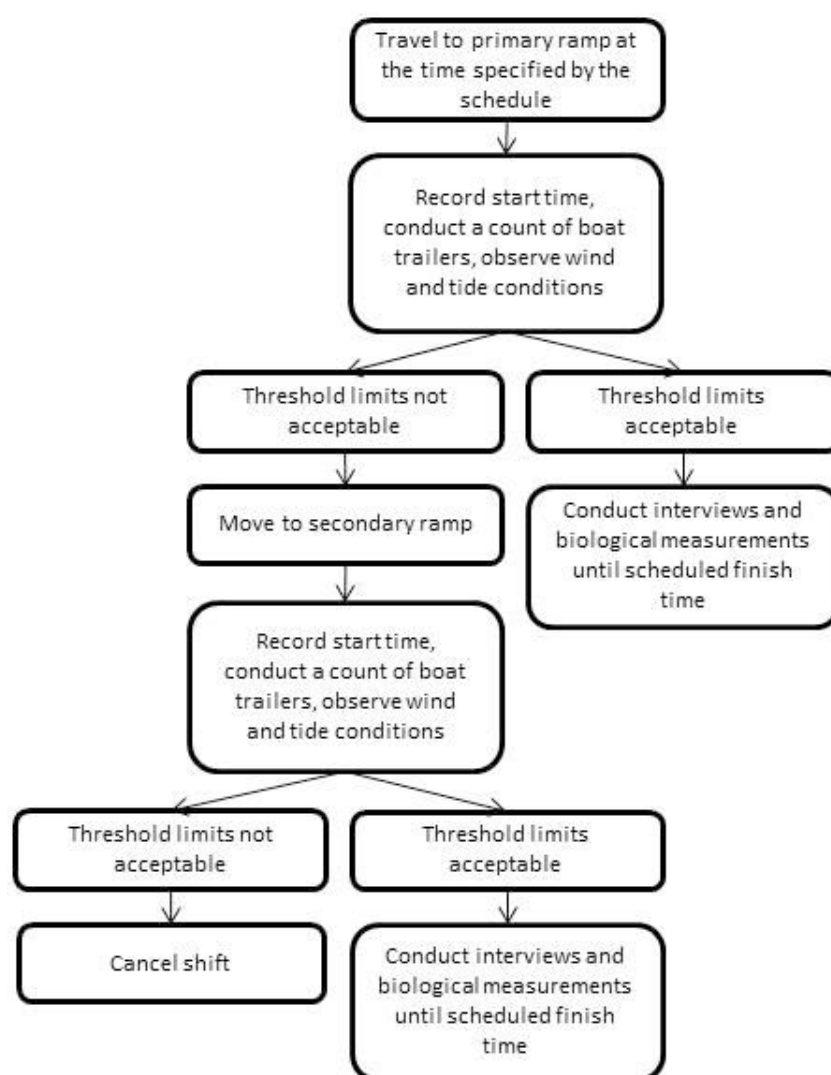 Travel to primary ramp at
the time specified by the
schedule
Record start time,
conduct a count of boat
trailers, observe wind
and tide conditions
Threshold limits not
acceptable
Threshold limits
acceptable
Move to secondary ramp
Conduct interviews and
biological measurements
until scheduled finish
time
Record start time,
conduct a count of boat
trailers, observe wind
and tide conditions
Threshold limits not
acceptable
Threshold limits
acceptable
Cancel shift
Conduct interviews and
biological measurements
until scheduled finish
time